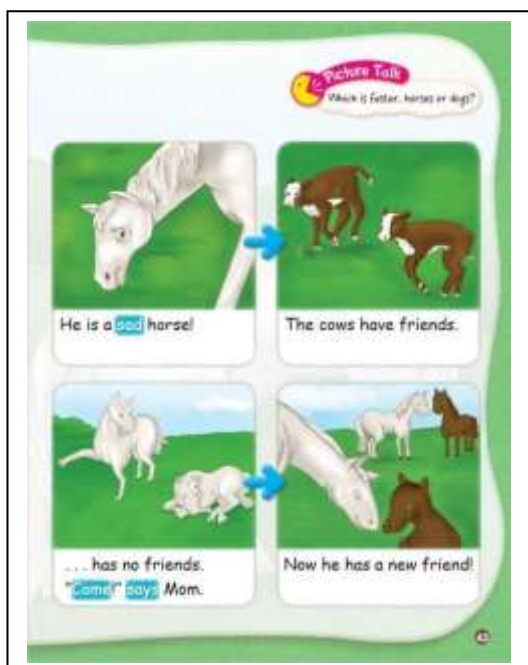 Picture Talk
Which is faster, horses or dogs?
He is a sad horse!
The cows have friends.
. . . has no friends.
"Come!" says Mom.
Now he has a new friend!
43